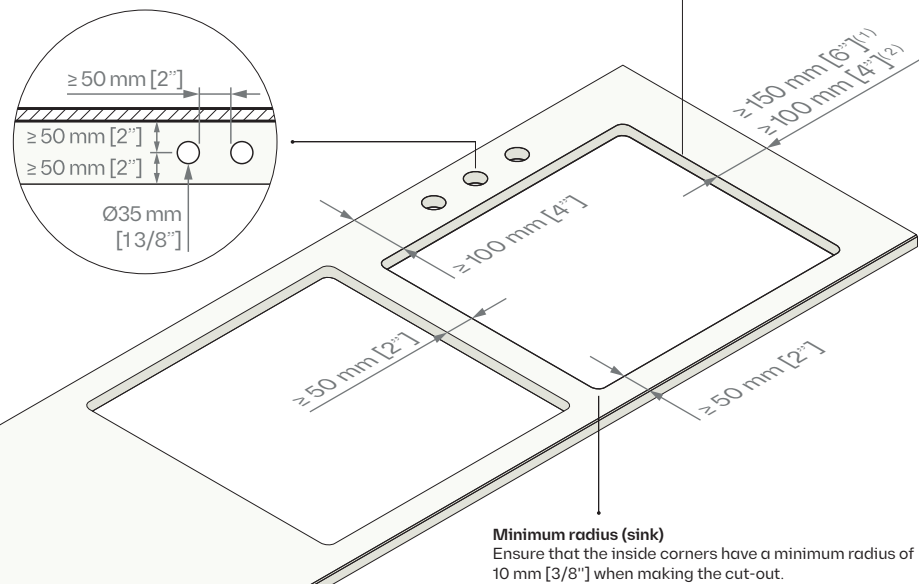 ≥ 50 mm [2”]
≥ 50 mm [2”]
≥ 50 mm [2”]
Ø35 mm
[13/8”]
≥ 150 mm [6”](1)
≥ 100 mm [4”](2)
≥ 100 mm [4”]
≥ 50 mm [2”]
≥ 50 mm [2”]
Minimum radius (sink)
Ensure that the inside corners have a minimum radius of
10 mm [3/8"] when making the cut-out.